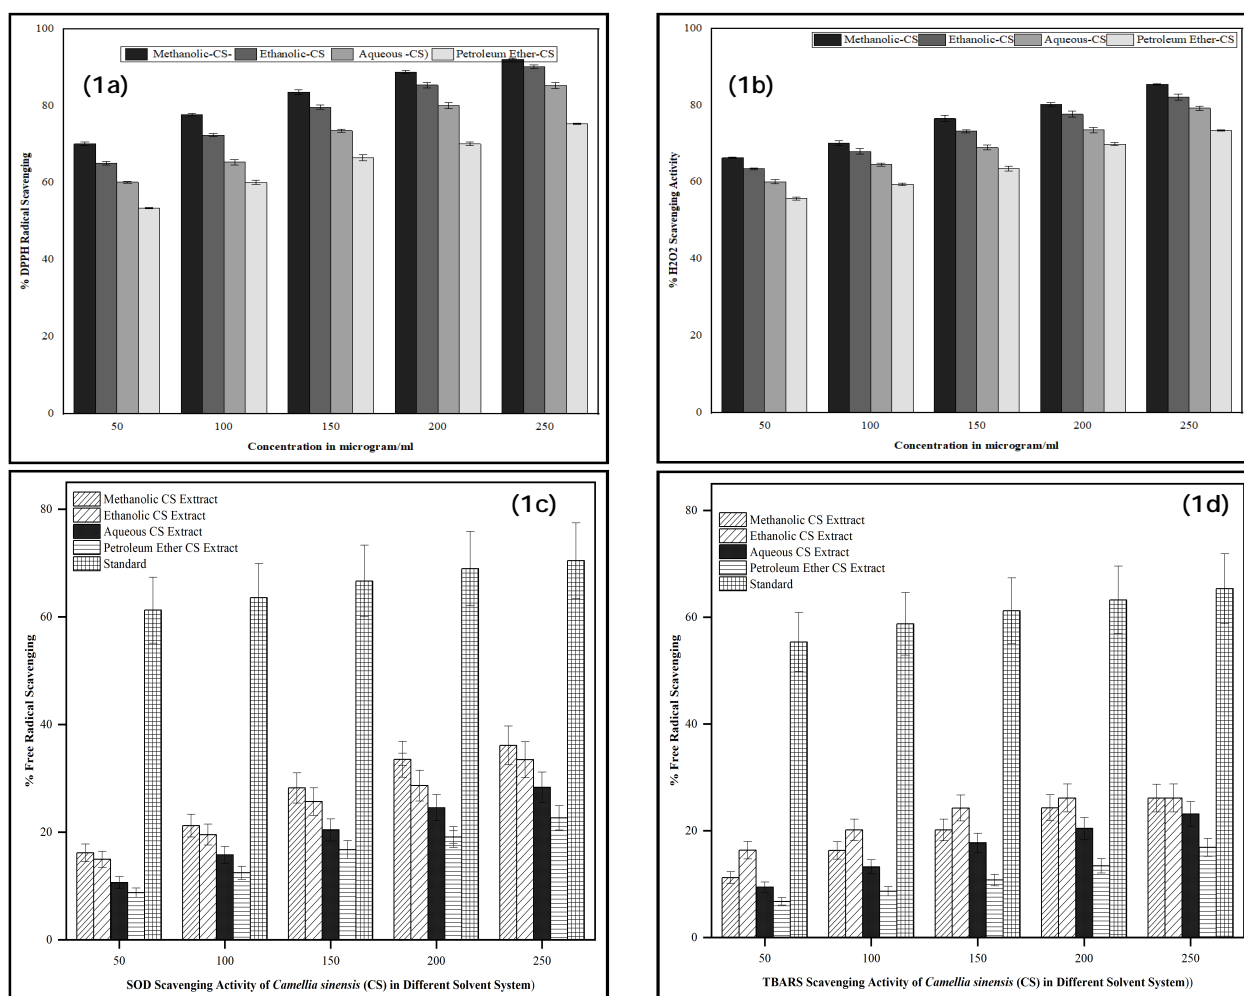 (1a)
Methanolic-CS- Ethanolic-CS Aqueous -CS) Petroleum Ether-CS
% DPPH Radical Scavenging
100
80
60
40
20
0
50 100 150 200 250
Concentration in microgram/ml
(1b)
Methanolic-CS Ethanolic-CS Aqueous-CS Petroleum Ether-CS
% H2O2 Scavenging Activity
100
80
60
40
20
0
50 100 150 200 250
Concentration in microgram/ml
(1c)
Methanolic CS Exttract
Ethanolic CS Extract
Aqueous CS Extract
Petroleum Ether CS Extract
Standard
% Free Radical Scavenging
80
60
40
20
0
50 100 150 200 250
SOD Scavenging Activity of Camellia sinensis (CS) in Different Solvent System)
(1d)
Methanolic CS Exttract
Ethanolic CS Extract
Aqueous CS Extract
Petroleum Ether CS Extract
Standard
% Free Radical Scavenging
80
60
40
20
0
50 100 150 200 250
TBARS Scavenging Activity of Camellia sinensis (CS) in Different Solvent System))